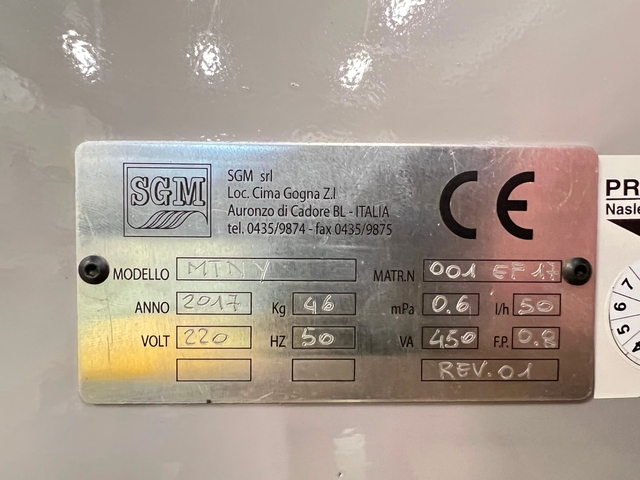 SGM
SGM srl
Loc. Cima Gogna Z.I
Auronzo di Cadore BL - ITALIA
tel. 0435/9874 - fax 0435/9875
CE
MODELLO MTNY MATR.N 001 EF 17
ANNO 2017 Kg 46 mPa 0.6 l/h 50
VOLT 220 HZ 50 VA 450 F.P. 0.8
REV.01
PR
Nasle
7
6
5
4